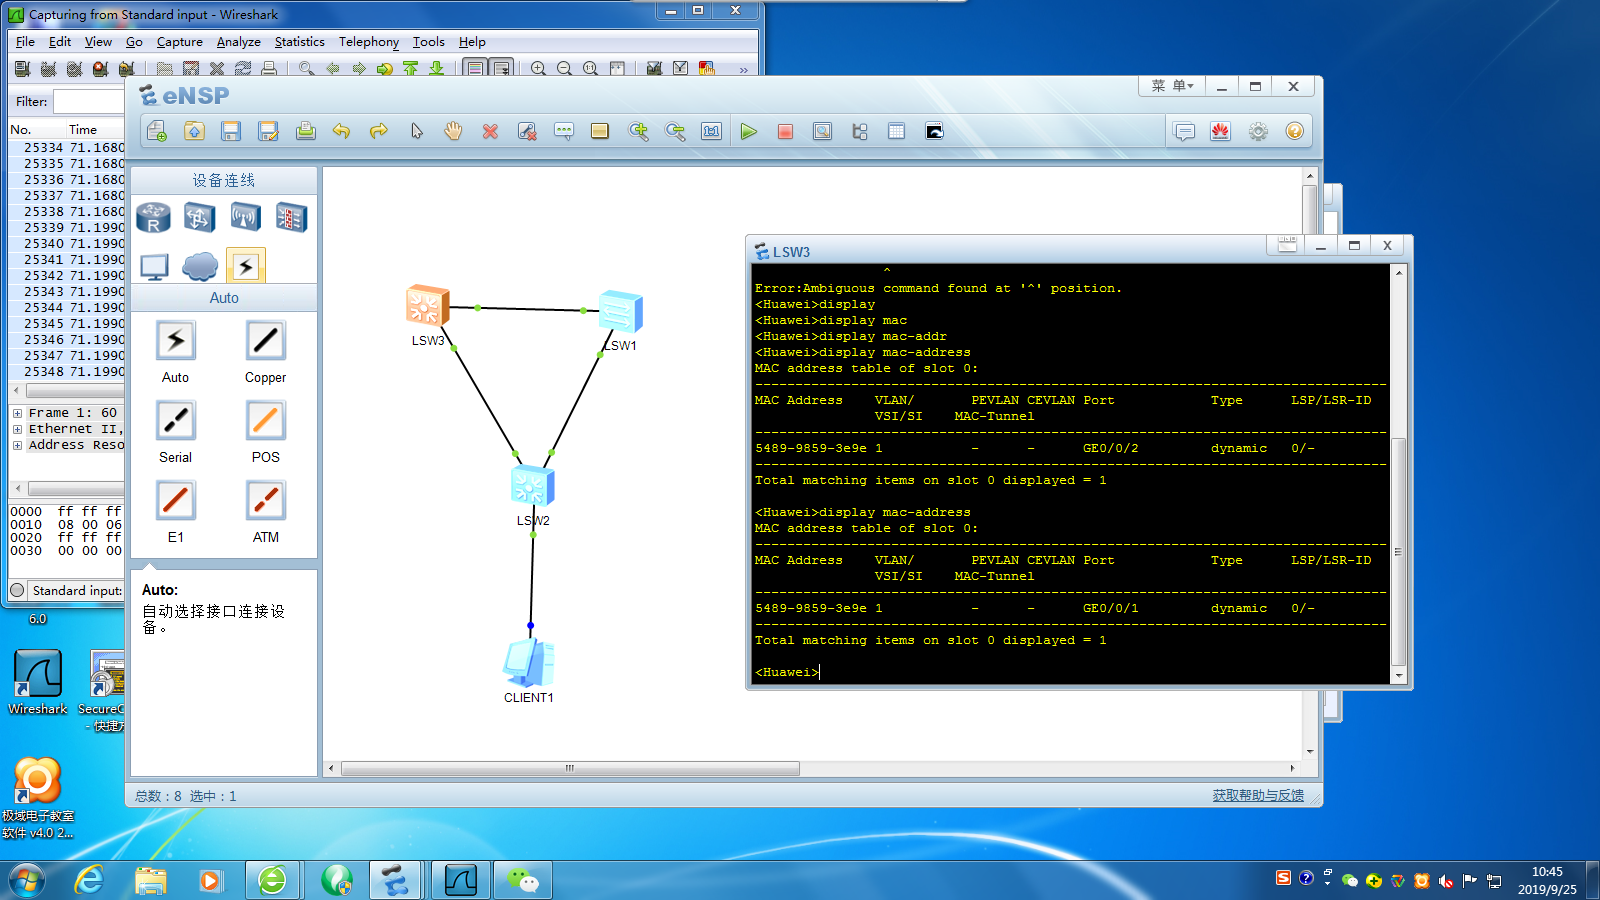 Capturing from Standard input - Wireshark
File Edit View Go Capture Analyze Statistics Telephony Tools Help
Filter:
No. Time
25334 71.1680
25335 71.1680
25336 71.1680
25337 71.1680
25338 71.1680
25339 71.1990
25340 71.1990
25341 71.1990
25342 71.1990
25343 71.1990
25344 71.1990
25345 71.1990
25346 71.1990
25347 71.1990
25348 71.1990
Frame 1: 60
Ethernet II,
Address Reso
0000 ff ff ff
0010 08 00 06
0020 ff ff ff
0030 00 00 00
Standard input:
eNSP
菜 单
设备连线
Auto
Auto
Copper
Serial
POS
E1
ATM
Auto:
自动选择接口连接设
备。
LSW3
LSW1
LSW2
CLIENT1
总数：8 选中：1
获取帮助与反馈
LSW3
^
Error:Ambiguous command found at '^' position.
<Huawei>display
<Huawei>display mac
<Huawei>display mac-addr
<Huawei>display mac-address
MAC address table of slot 0:
-------------------------------------------------------------------------------
MAC Address VLAN/ PEVLAN CEVLAN Port Type LSP/LSR-ID
VSI/SI MAC-Tunnel
-------------------------------------------------------------------------------
5489-9859-3e9e 1 - - GE0/0/2 dynamic 0/-
-------------------------------------------------------------------------------
Total matching items on slot 0 displayed = 1
<Huawei>display mac-address
MAC address table of slot 0:
-------------------------------------------------------------------------------
MAC Address VLAN/ PEVLAN CEVLAN Port Type LSP/LSR-ID
VSI/SI MAC-Tunnel
-------------------------------------------------------------------------------
5489-9859-3e9e 1 - - GE0/0/1 dynamic 0/-
-------------------------------------------------------------------------------
Total matching items on slot 0 displayed = 1
<Huawei>
6.0
Wireshark
SecureC
- 快捷方
极域电子教室
软件 v4.0 2...
10:45
2019/9/25